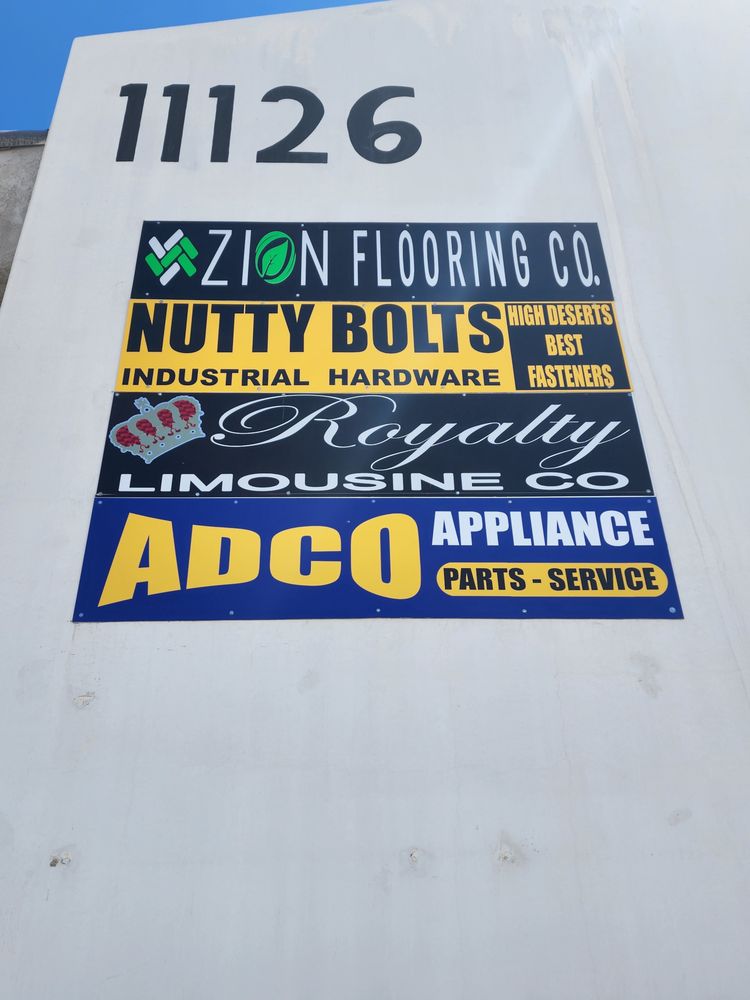 11126
ZION FLOORING CO.
NUTTY BOLTS
INDUSTRIAL HARDWARE
HIGH DESERTS
BEST
FASTENERS
Royalty
LIMOUSINE CO
ADCO
APPLIANCE
PARTS - SERVICE